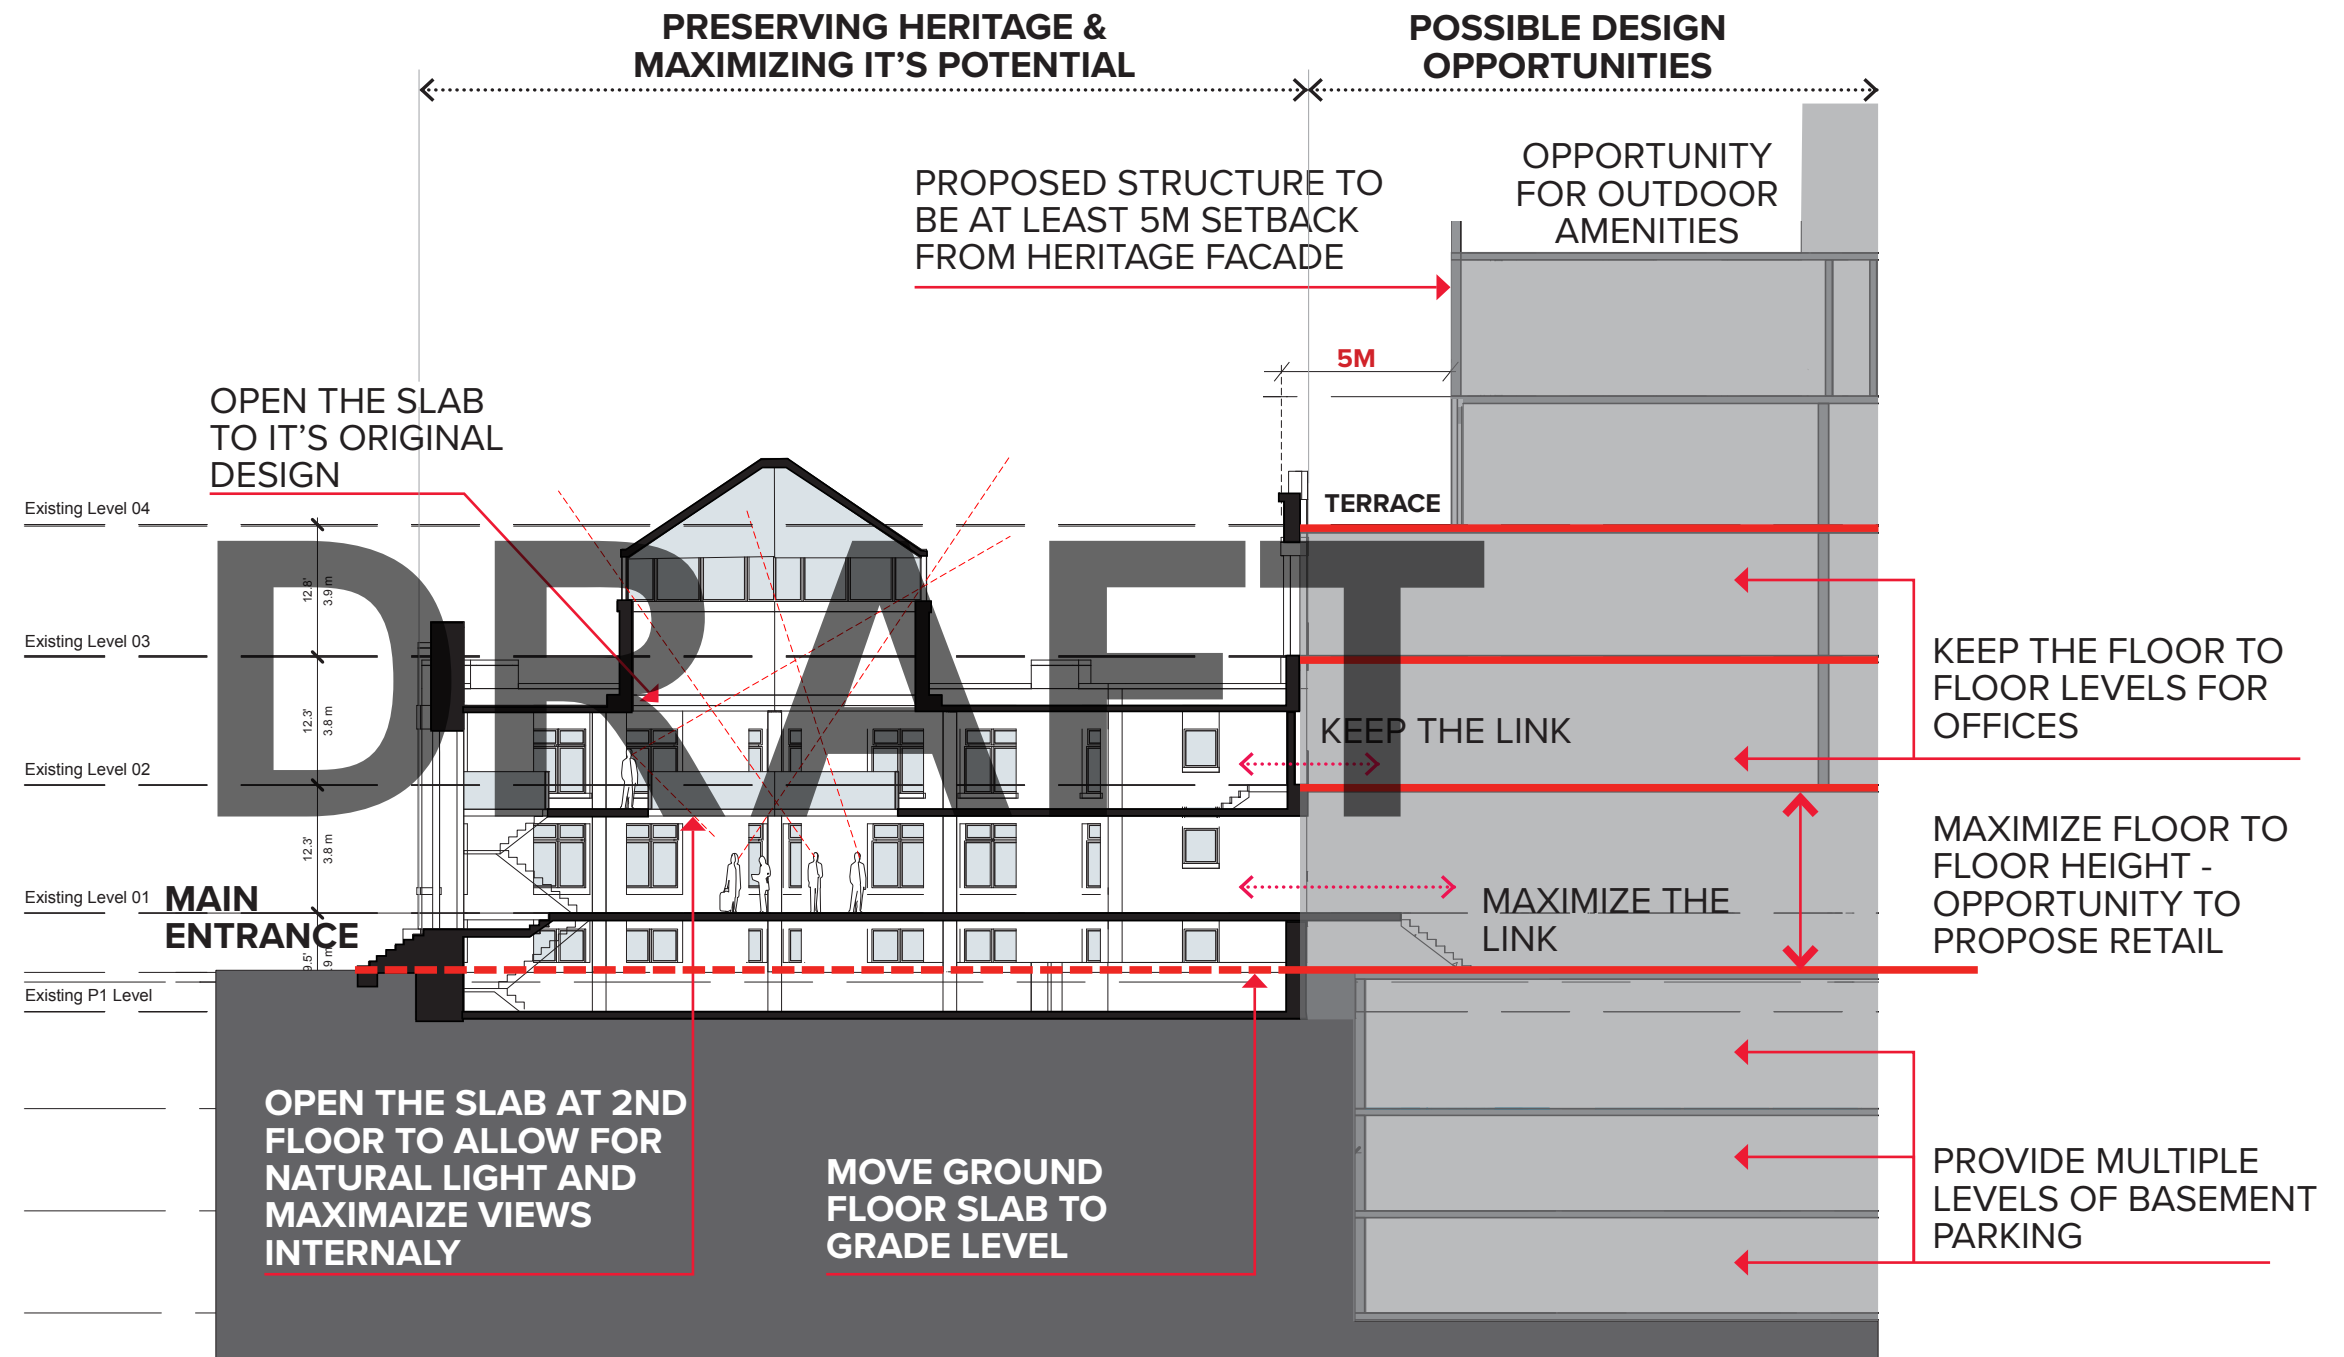 PRESERVING HERITAGE &
MAXIMIZING IT'S POTENTIAL
POSSIBLE DESIGN
OPPORTUNITIES
OPPORTUNITY
FOR OUTDOOR
AMENITIES
PROPOSED STRUCTURE TO
BE AT LEAST 5M SETBACK
FROM HERITAGE FACADE
5M
OPEN THE SLAB
TO IT'S ORIGINAL
DESIGN
TERRACE
Existing Level 04
12.8'
3.9 m
DRAFT
Existing Level 03
12.3'
3.8 m
KEEP THE FLOOR TO
FLOOR LEVELS FOR
OFFICES
KEEP THE LINK
Existing Level 02
12.3'
3.8 m
MAXIMIZE FLOOR TO
FLOOR HEIGHT -
OPPORTUNITY TO
PROPOSE RETAIL
Existing Level 01
MAIN
ENTRANCE
MAXIMIZE THE
LINK
9.5'
Existing P1 Level
OPEN THE SLAB AT 2ND
FLOOR TO ALLOW FOR
NATURAL LIGHT AND
MAXIMAIZE VIEWS
INTERNALY
MOVE GROUND
FLOOR SLAB TO
GRADE LEVEL
PROVIDE MULTIPLE
LEVELS OF BASEMENT
PARKING